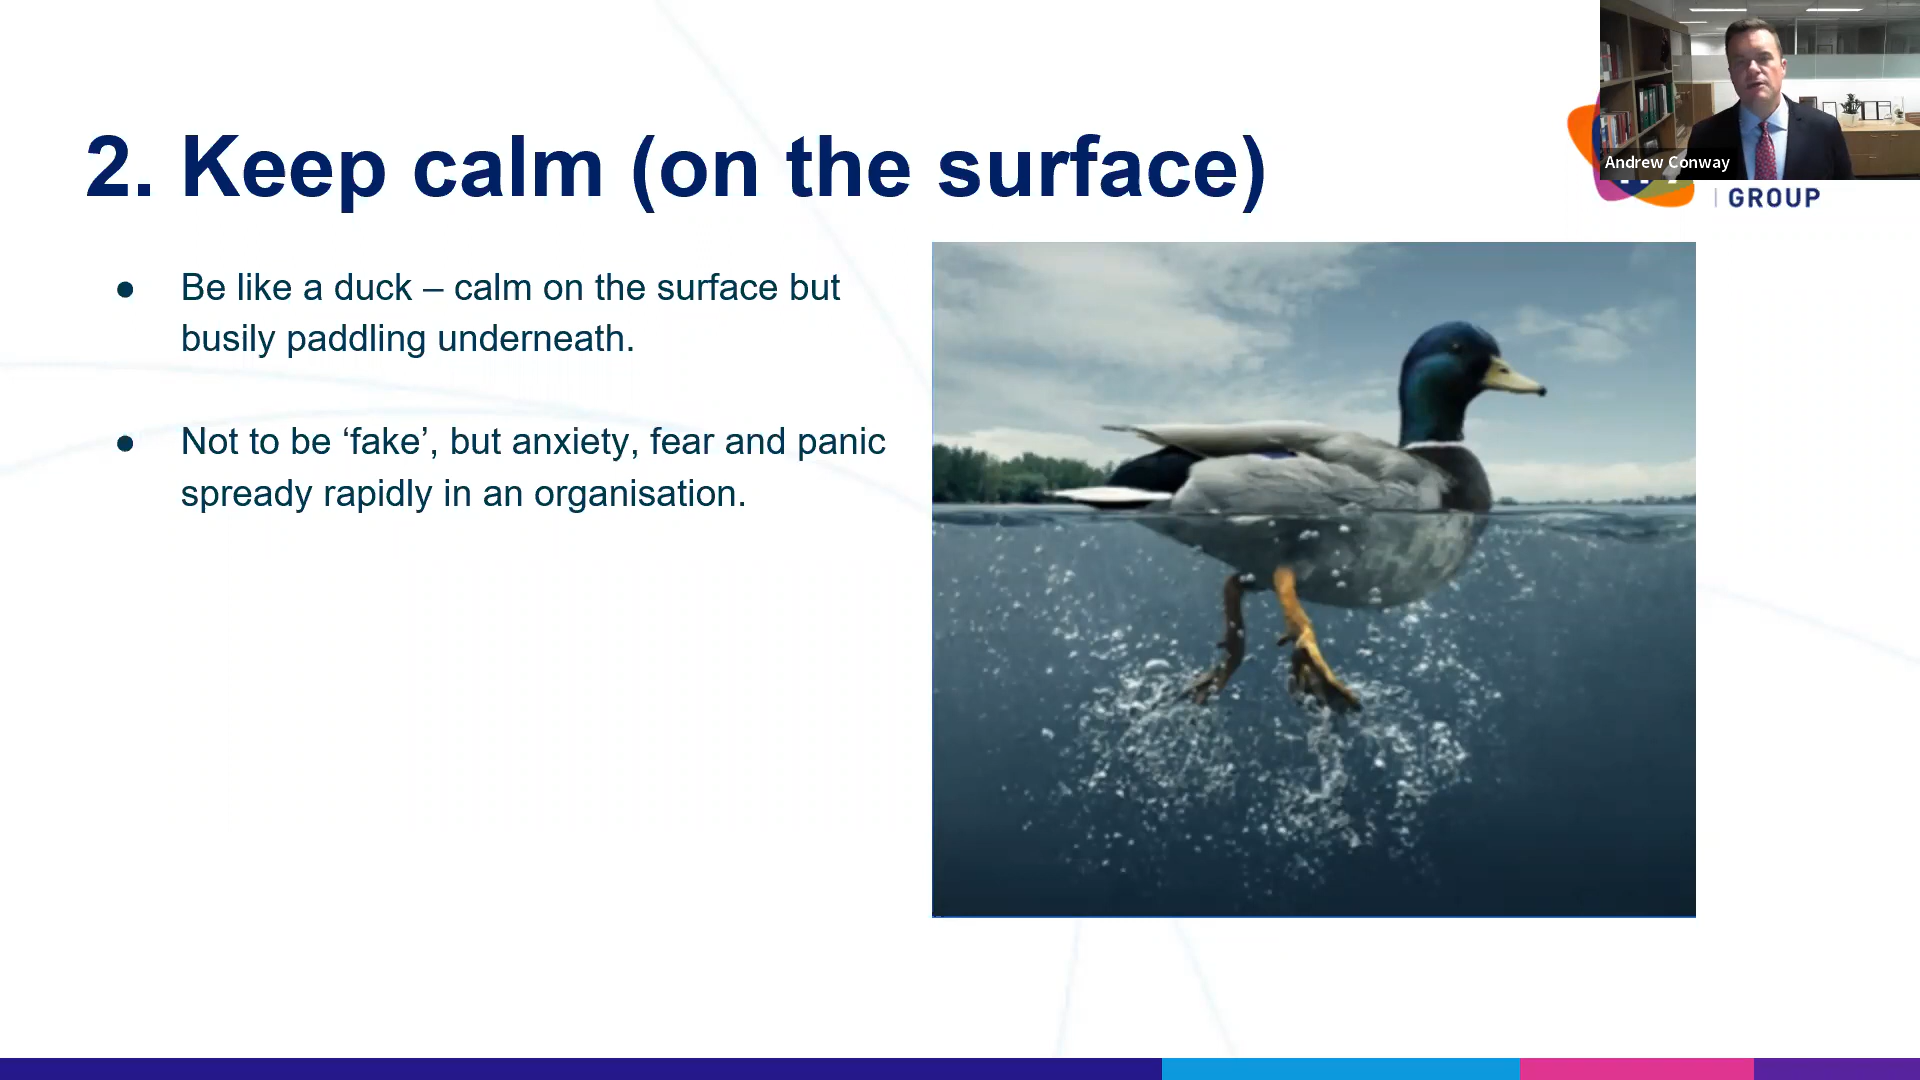 2. Keep calm (on the surface)
Andrew Conway
| GROUP
● Be like a duck – calm on the surface but
busily paddling underneath.
● Not to be ‘fake’, but anxiety, fear and panic
spready rapidly in an organisation.